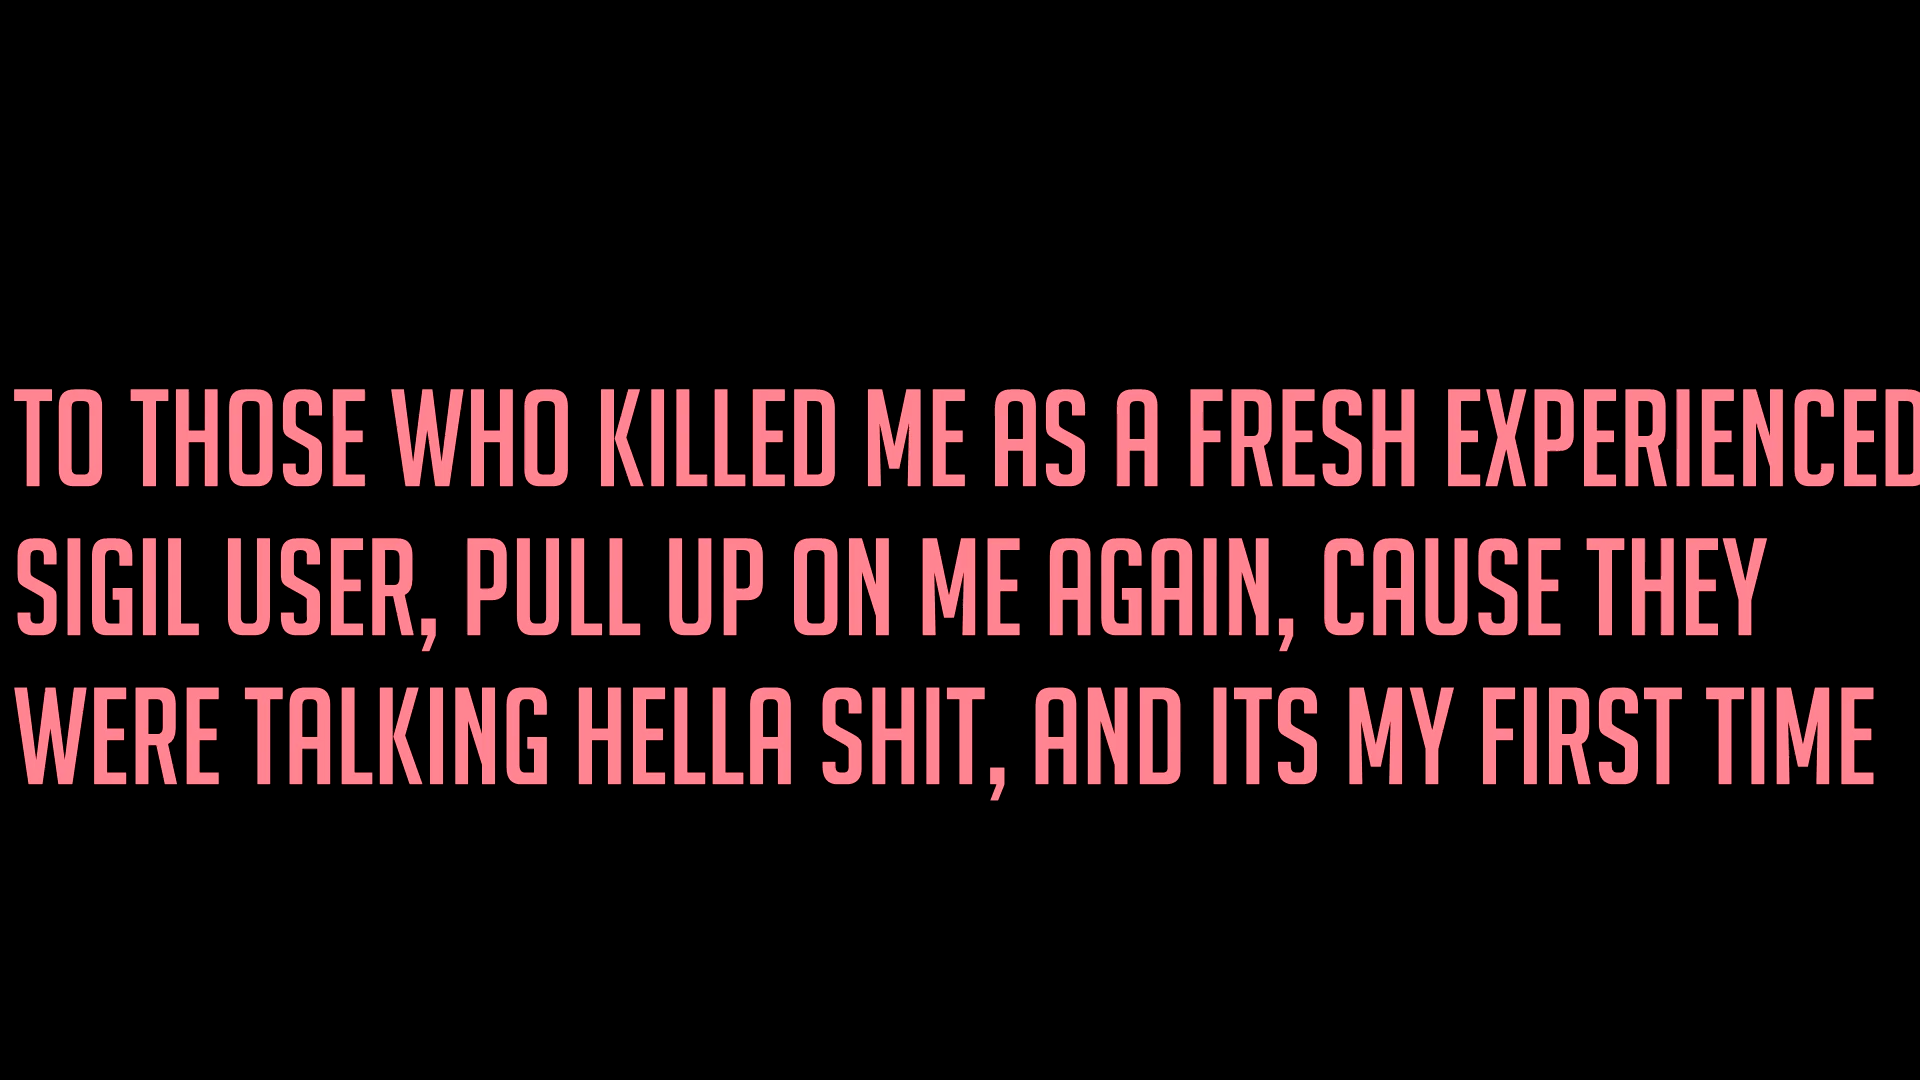 TO THOSE WHO KILLED ME AS A FRESH EXPERIENCED
SIGIL USER, PULL UP ON ME AGAIN, CAUSE THEY
WERE TALKING HELLA SHIT, AND ITS MY FIRST TIME